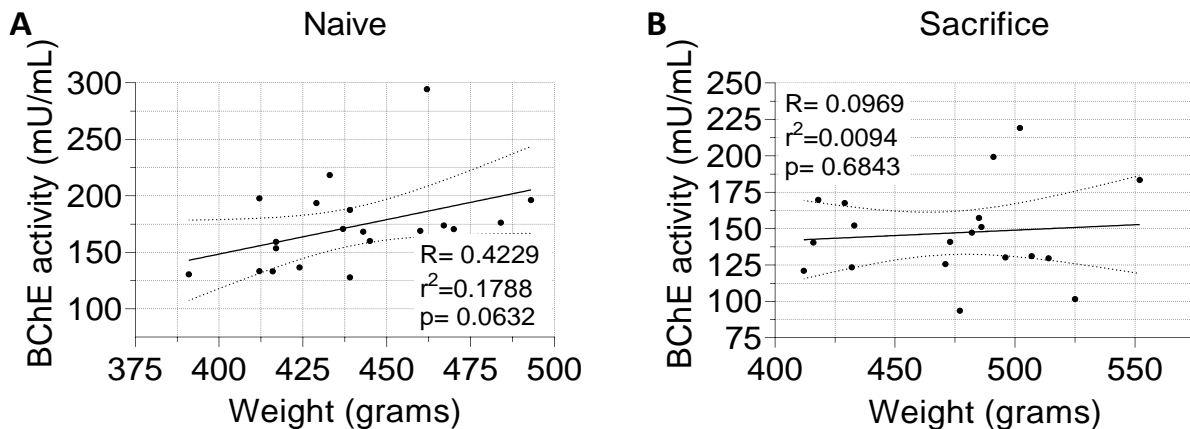 A
Naive
BChE activity (mU/mL)
300
250
200
150
100
R= 0.4229
r²=0.1788
p= 0.0632
375 400 425 450 475 500
Weight (grams)
B
Sacrifice
BChE activity (mU/mL)
250
225
200
175
150
125
100
75
R= 0.0969
r²=0.0094
p= 0.6843
400 450 500 550
Weight (grams)